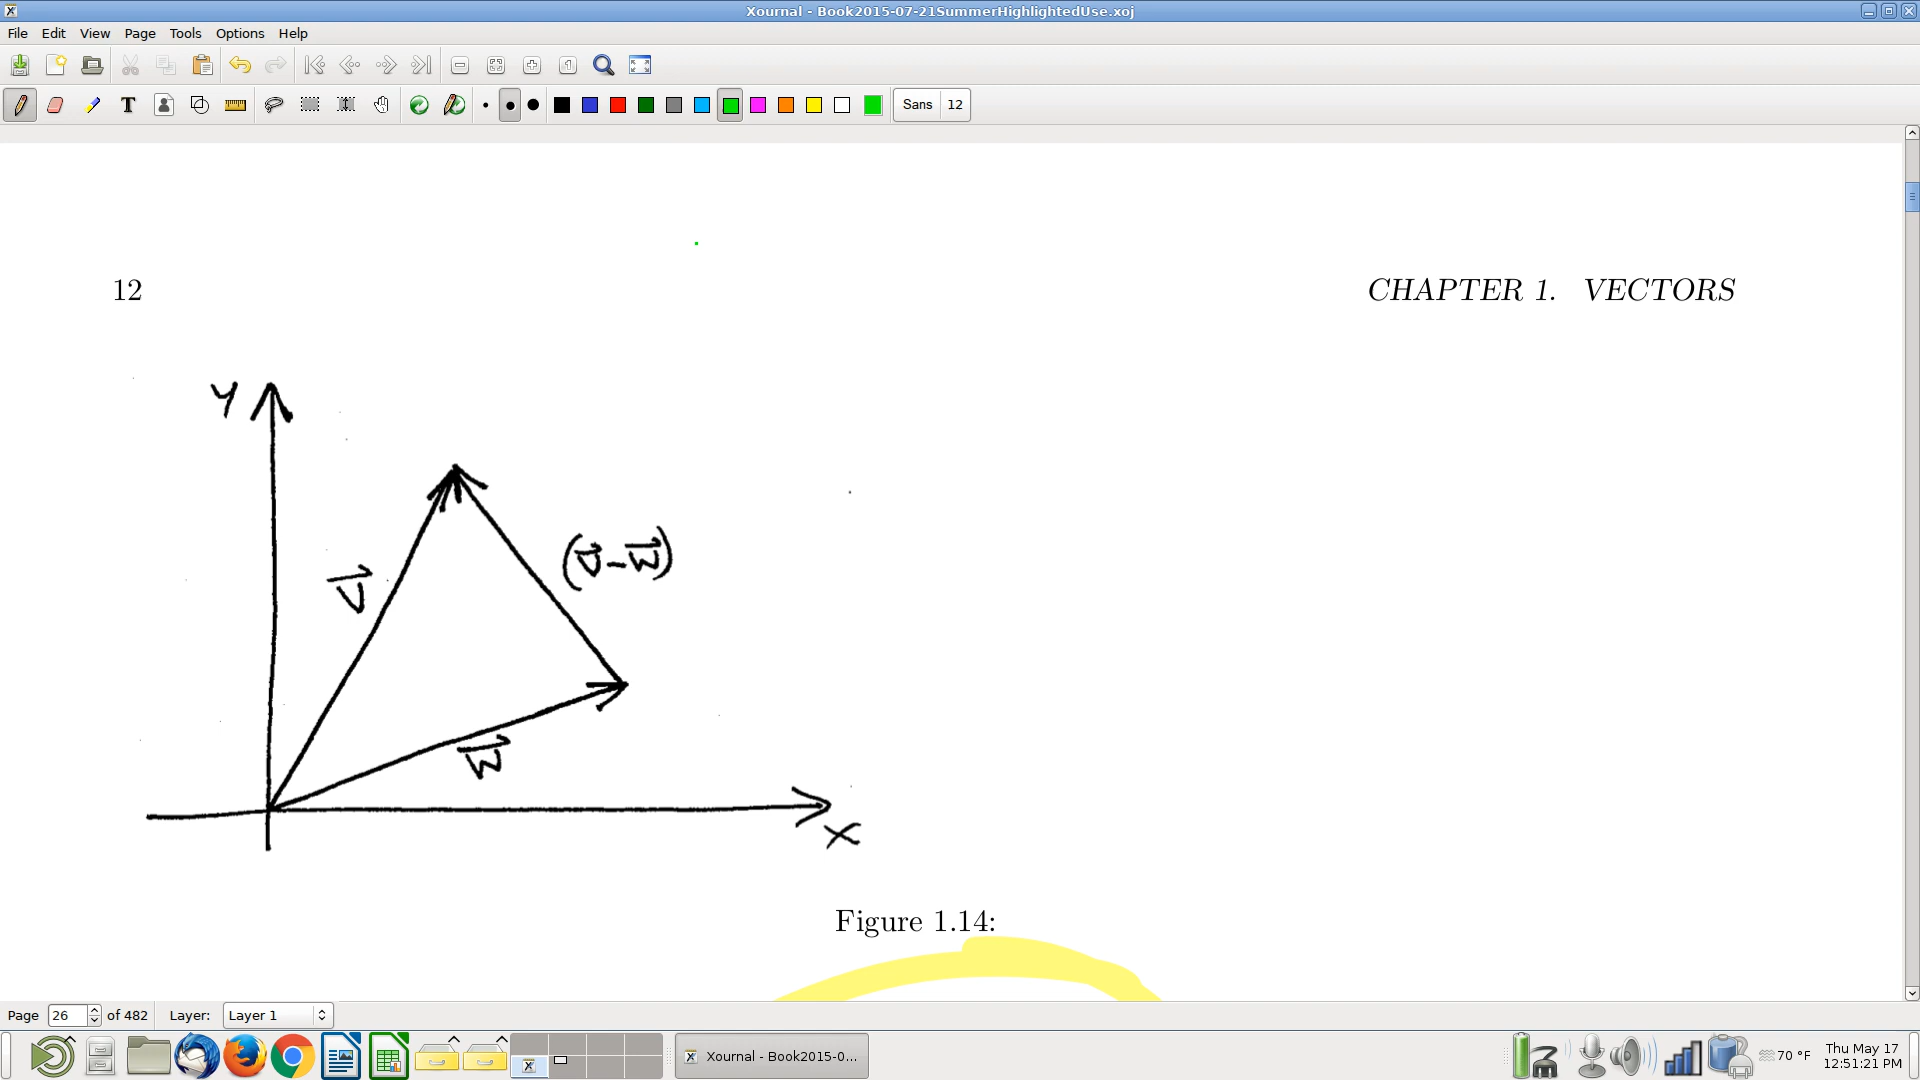 Xournal - Book2015-07-21SummerHighlightedUse.xoj
File Edit View Page Tools Options Help
Sans 12
12 CHAPTER 1. VECTORS
Y
(v⃗ - w⃗)
v⃗
w⃗
X
Figure 1.14:
Page 26 of 482 Layer: Layer 1
Xournal - Book2015-0...
70 °F
Thu May 17
12:51:21 PM